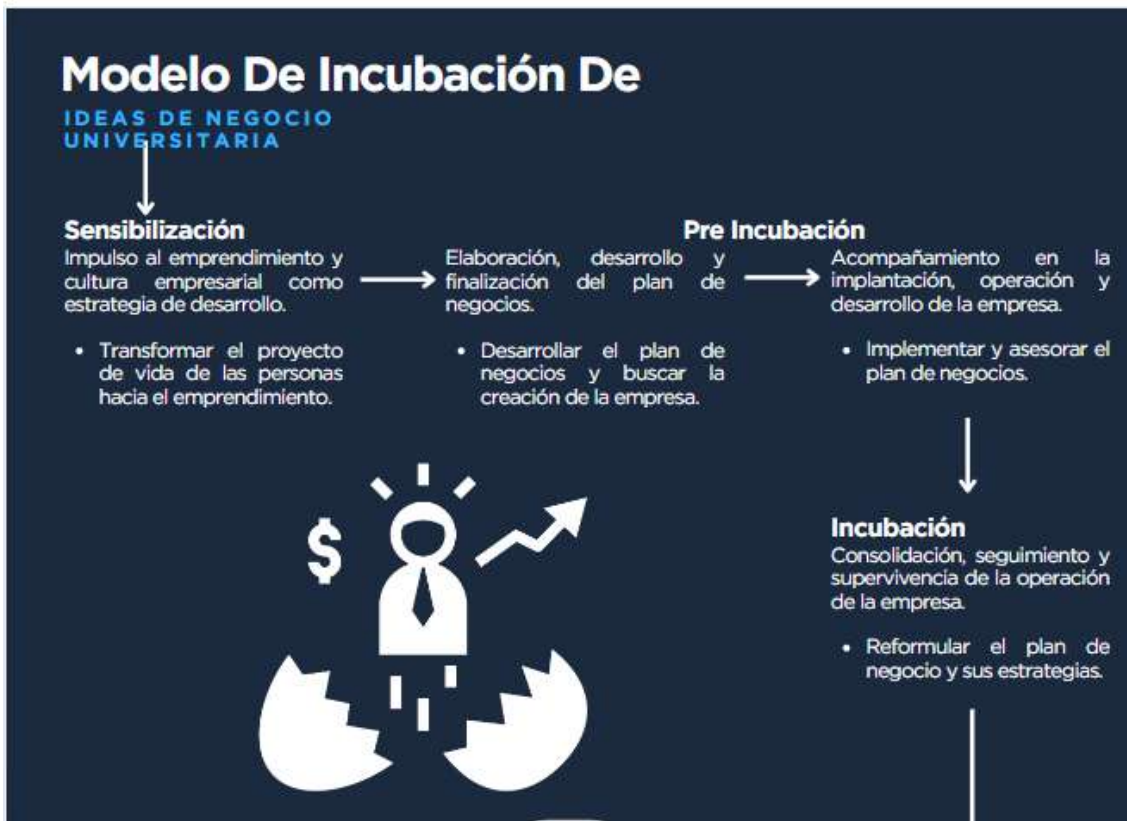 Modelo De Incubación De
IDEAS DE NEGOCIO
UNIVERSITARIA
Sensibilización
Impulso al emprendimiento y
cultura empresarial como
estrategia de desarrollo.
• Transformar el proyecto
de vida de las personas
hacia el emprendimiento.
Pre Incubación
Elaboración, desarrollo y
finalización del plan de
negocios.
• Desarrollar el plan de
negocios y buscar la
creación de la empresa.
Acompañamiento en la
implantación, operación y
desarrollo de la empresa.
• Implementar y asesorar el
plan de negocios.
$
Incubación
Consolidación, seguimiento y
supervivencia de la operación
de la empresa.
• Reformular el plan de
negocio y sus estrategias.